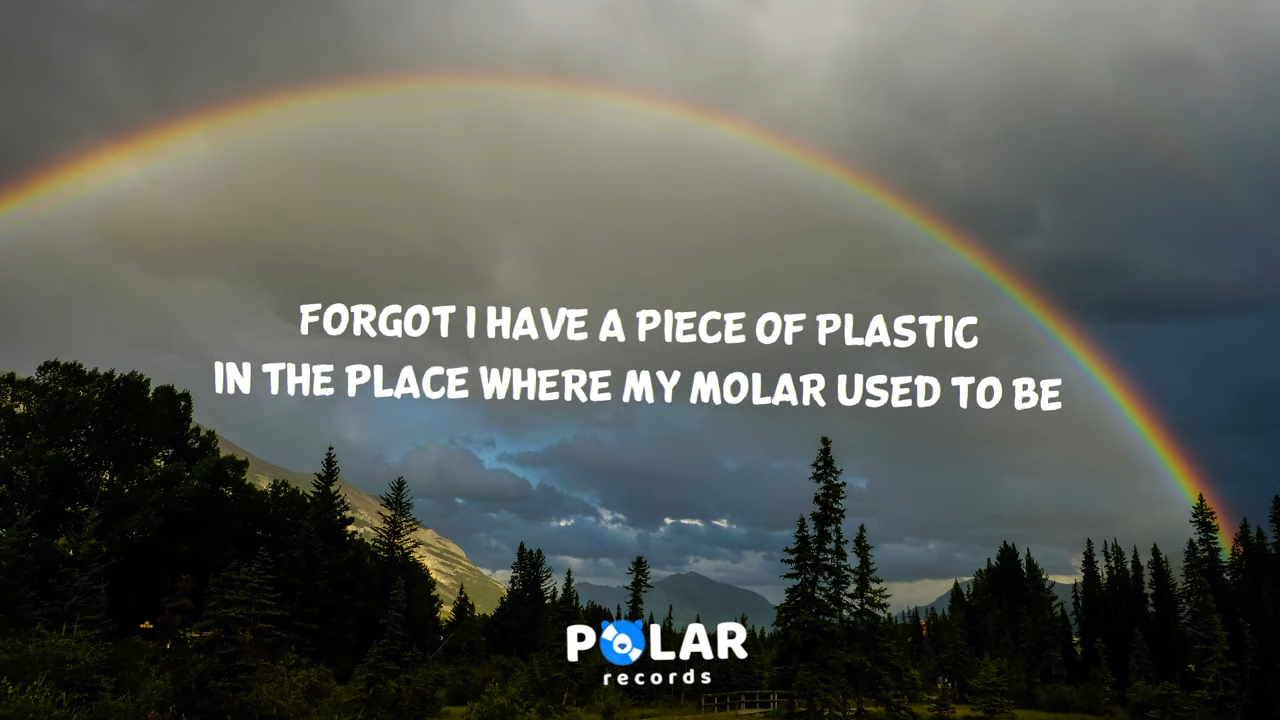 FORGOT I HAVE A PIECE OF PLASTIC
IN THE PLACE WHERE MY MOLAR USED TO BE
POLAR
records